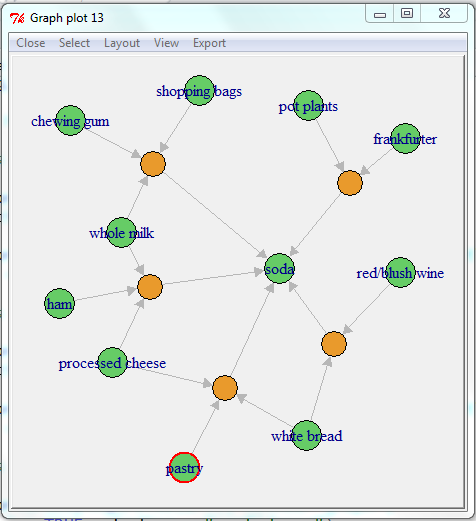 Graph plot 13
Close Select Layout View Export
shopping bags
pot plants
chewing gum
frankfurter
whole milk
soda
red/blush wine
ham
processed cheese
white bread
pastry